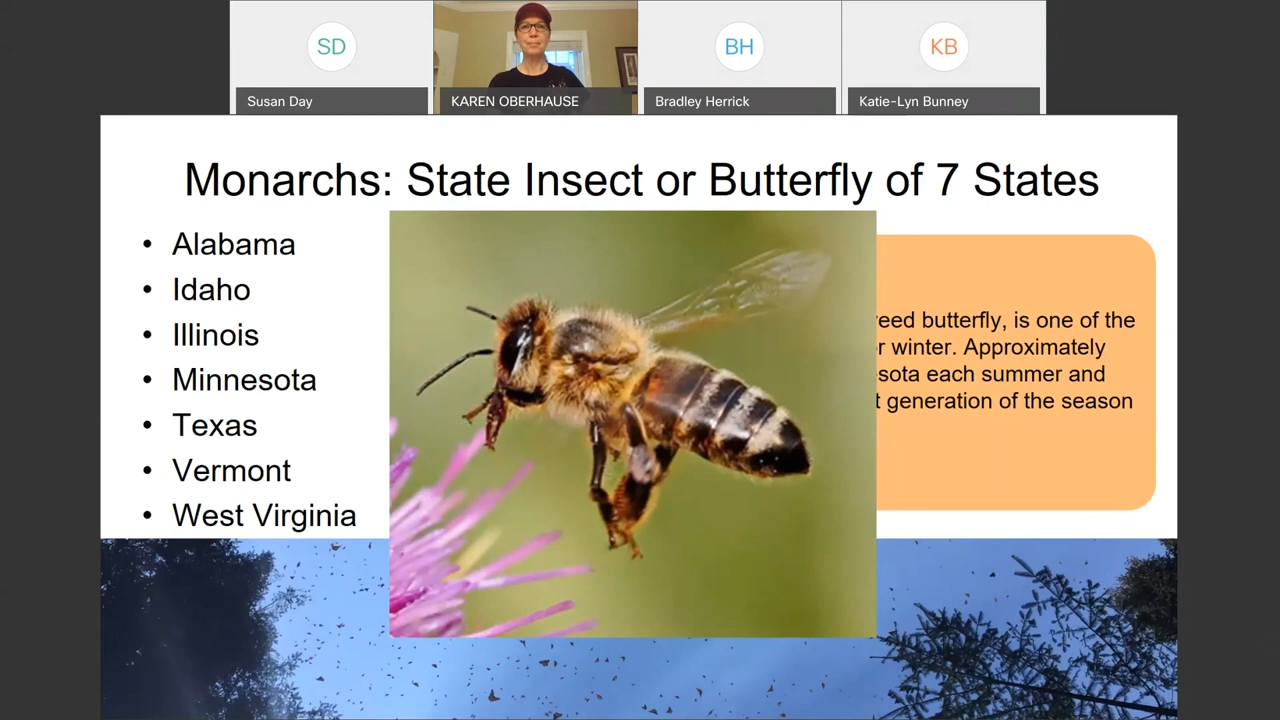 SD
BH
KB
Susan Day
KAREN OBERHAUSE
Bradley Herrick
Katie-Lyn Bunney
Monarchs: State Insect or Butterfly of 7 States
• Alabama
• Idaho
• Illinois
• Minnesota
• Texas
• Vermont
• West Virginia
butterfly, is one of the
winter. Approximately
each summer and
generation of the season